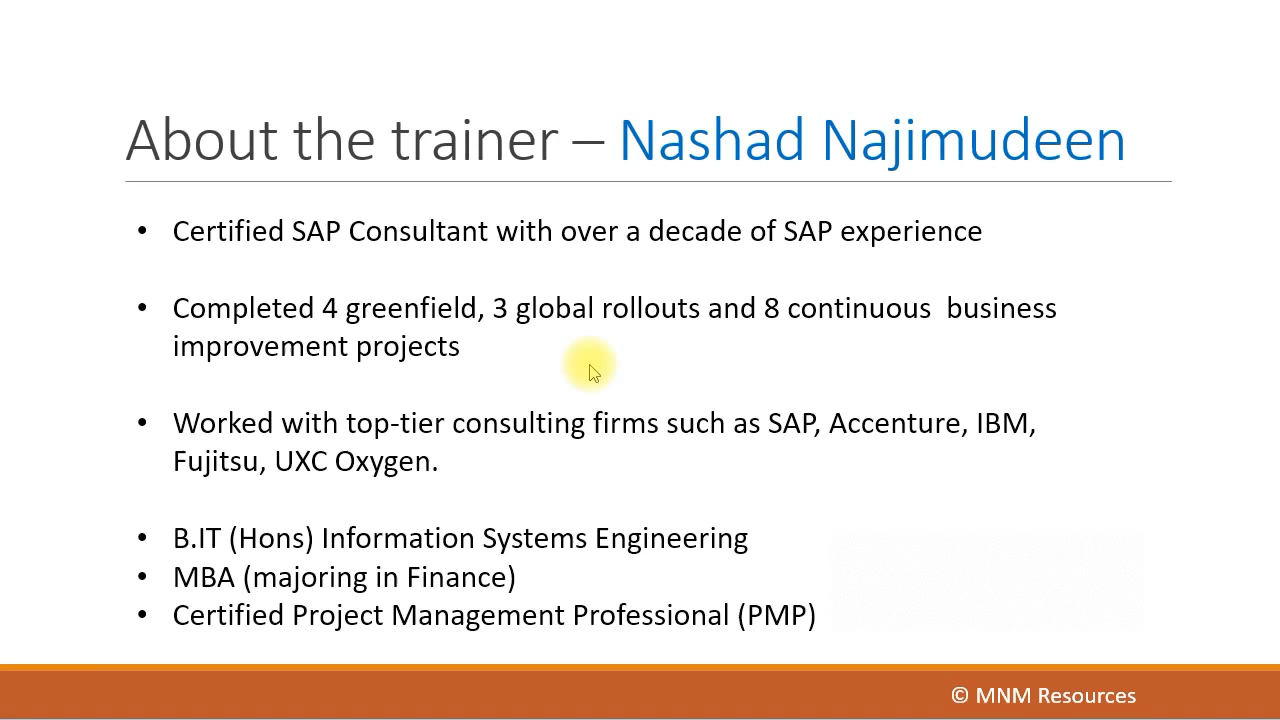 About the trainer – Nashad Najimudeen
• Certified SAP Consultant with over a decade of SAP experience
• Completed 4 greenfield, 3 global rollouts and 8 continuous  business
improvement projects
• Worked with top-tier consulting firms such as SAP, Accenture, IBM,
Fujitsu, UXC Oxygen.
• B.IT (Hons) Information Systems Engineering
• MBA (majoring in Finance)
• Certified Project Management Professional (PMP)
© MNM Resources